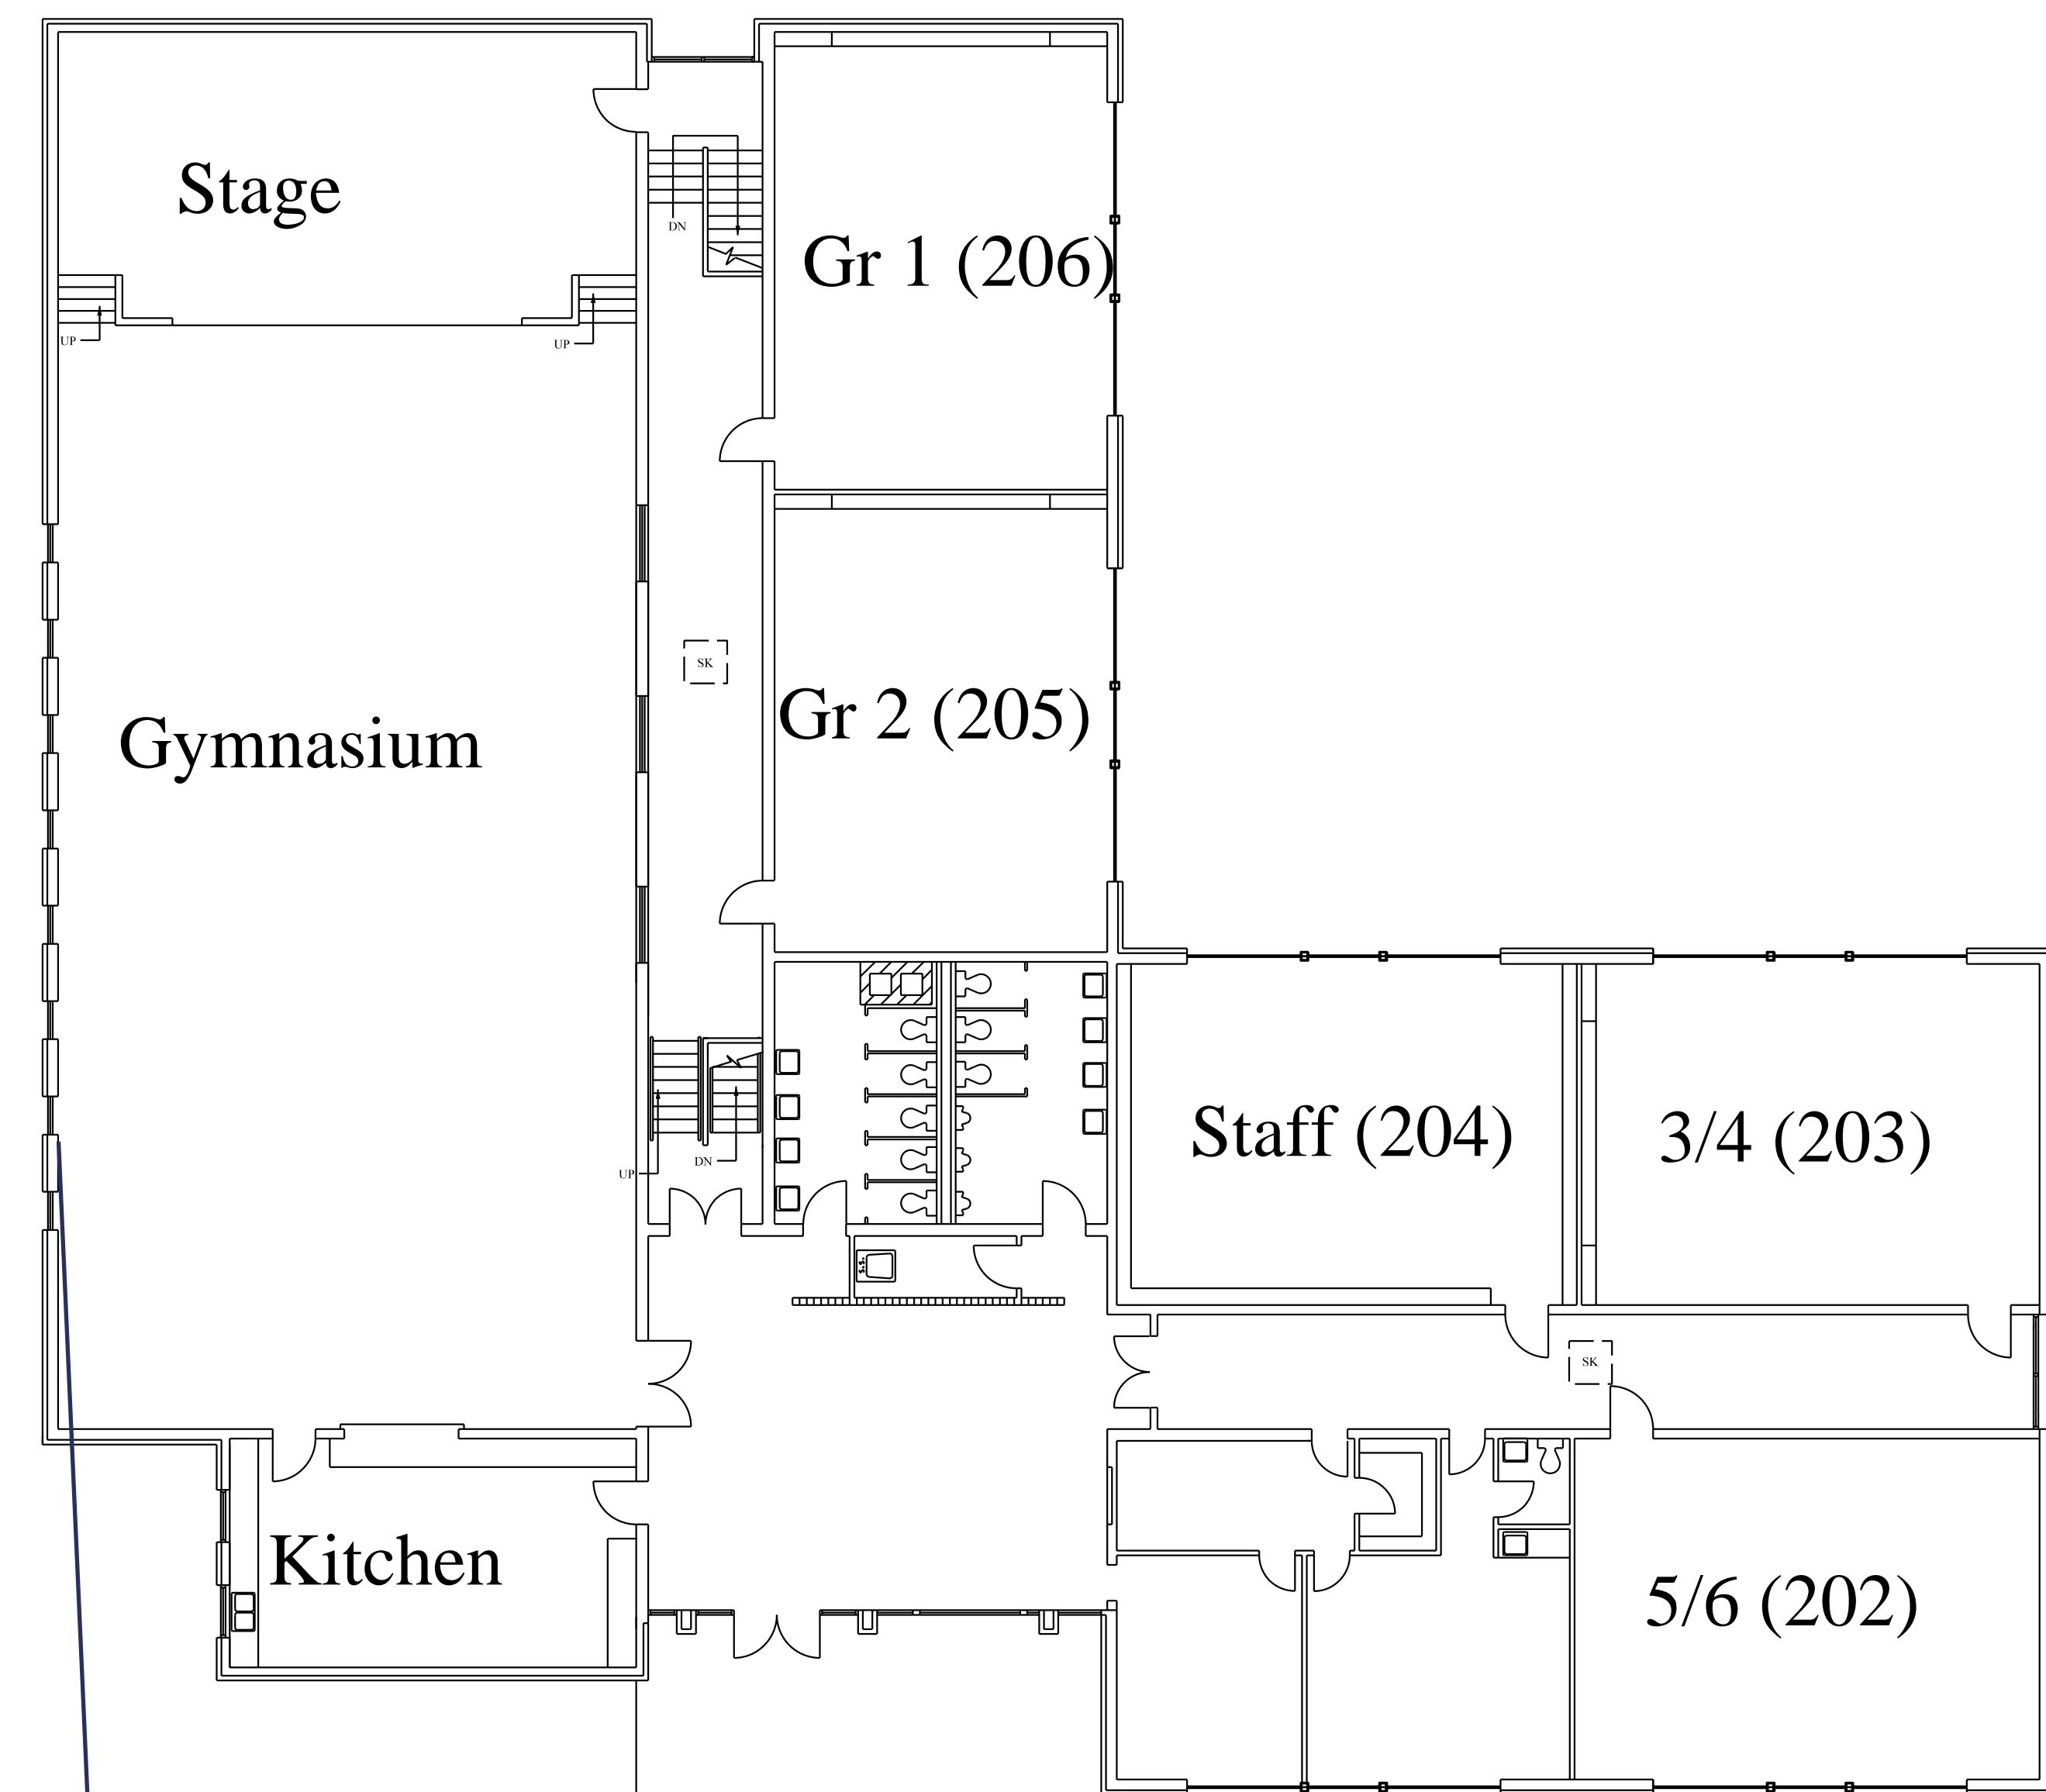 Stage
DN
Gr 1 (206)
UP
UP
SK
Gr 2 (205)
Gymnasium
Staff (204)
3/4 (203)
DN
UP
S.S.
SK
Kitchen
5/6 (202)